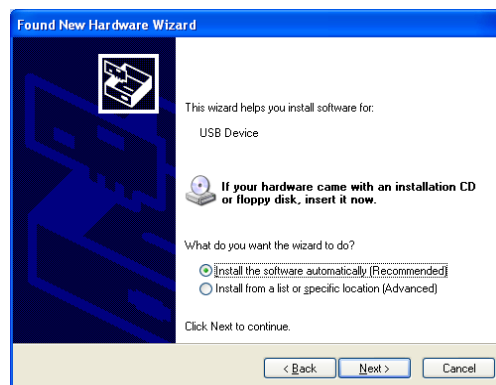 Found New Hardware Wizard
This wizard helps you install software for:
USB Device
If your hardware came with an installation CD
or floppy disk, insert it now.
What do you want the wizard to do?
Install the software automatically (Recommended)
Install from a list or specific location (Advanced)
Click Next to continue.
< Back Next > Cancel